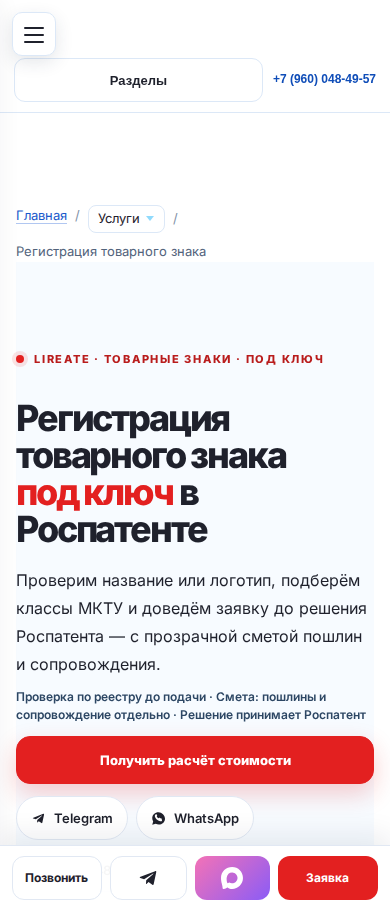 Разделы
+7 (960) 048-49-57
Главная / Услуги /
Регистрация товарного знака
LIREATE · ТОВАРНЫЕ ЗНАКИ · ПОД КЛЮЧ
Регистрация
товарного знака
под ключ в
Роспатенте
Проверим название или логотип, подберём
классы МКТУ и доведём заявку до решения
Роспатента — с прозрачной сметой пошлин
и сопровождения.
Проверка по реестру до подачи · Смета: пошлины и
сопровождение отдельно · Решение принимает Роспатент
Получить расчёт стоимости
Telegram WhatsApp
Позвонить Заявка